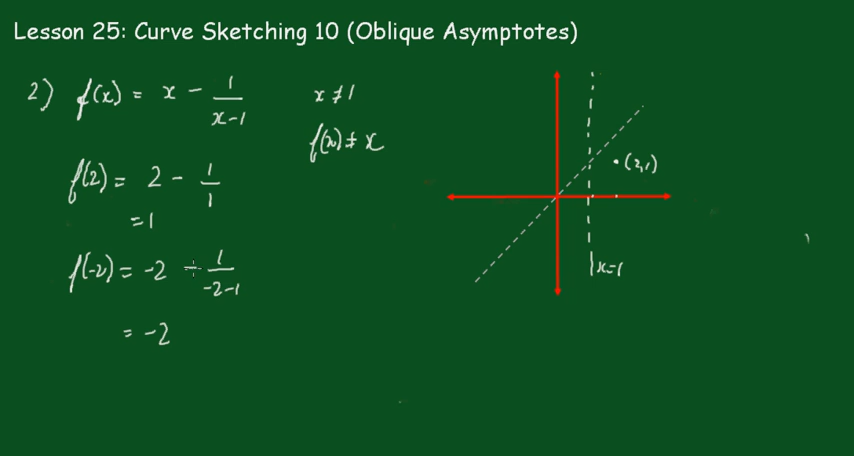 Lesson 25: Curve Sketching 10 (Oblique Asymptotes)
2) f(x) = x - 1/(x-1)
x ≠ 1
f(x) ≠ x
f(2) = 2 - 1/1
= 1
f(-2) = -2 - 1/(-2-1)
= -2
(2,1)
x=1